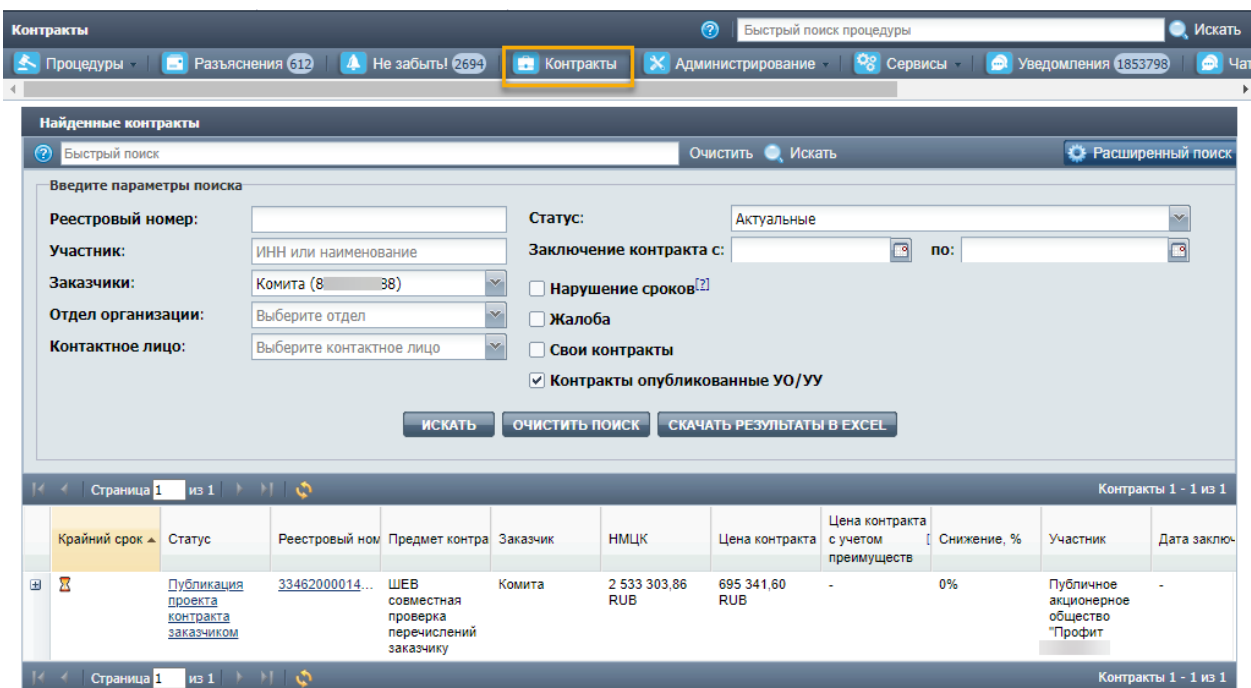 Контракты
Быстрый поиск процедуры
Искать
Процедуры
Разъяснения 612
Не забыть! 2694
Контракты
Администрирование
Сервисы
Уведомления 1853798
Чат
Найденные контракты
Быстрый поиск
Очистить
Искать
Расширенный поиск
Введите параметры поиска
Реестровый номер:
Участник: ИНН или наименование
Заказчики: Комита (8 88)
Отдел организации: Выберите отдел
Контактное лицо: Выберите контактное лицо
Статус: Актуальные
Заключение контракта с: по:
Нарушение сроков[?]
Жалоба
Свои контракты
Контракты опубликованные УО/УУ
ИСКАТЬ ОЧИСТИТЬ ПОИСК СКАЧАТЬ РЕЗУЛЬТАТЫ В EXCEL
Страница 1 из 1 Контракты 1 - 1 из 1
Крайний срок
Статус
Реестровый ном
Предмет контра
Заказчик
НМЦК
Цена контракта
Цена контракта
с учетом [
преимуществ
Снижение, %
Участник
Дата заключ
Публикация
проекта
контракта
заказчиком
33462000014...
ШЕВ
совместная
проверка
перечислений
заказчику
Комита
2 533 303,86
RUB
695 341,60
RUB
-
0%
Публичное
акционерное
общество
"Профит
-
Страница 1 из 1 Контракты 1 - 1 из 1